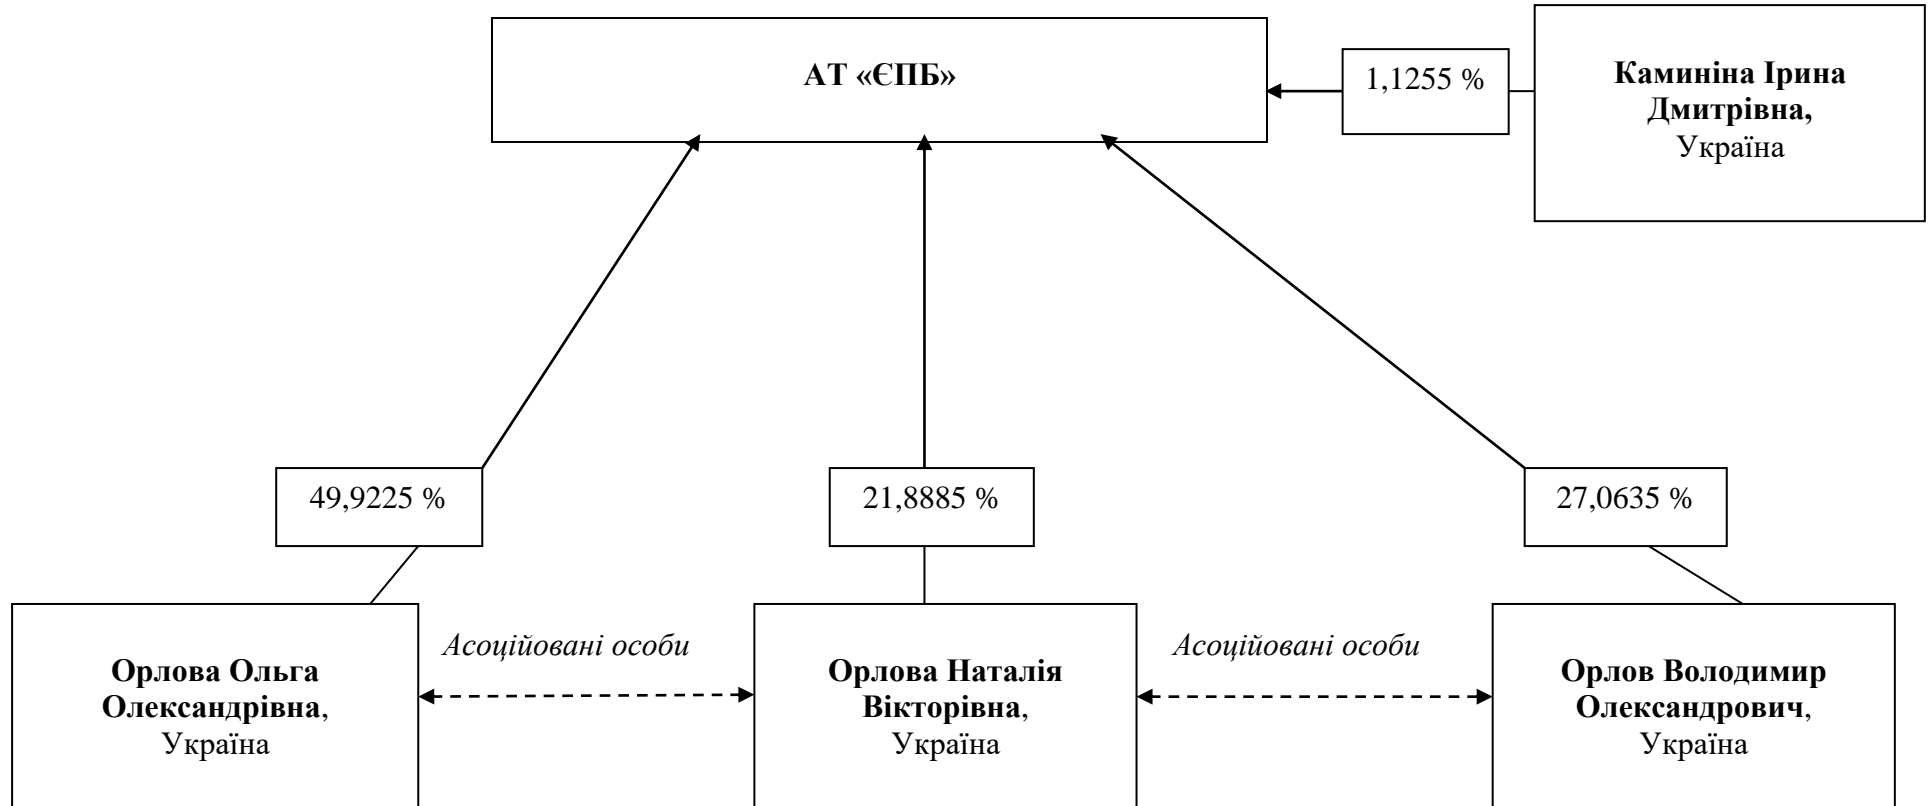 АТ «ЄПБ»
1,1255 %
Каминіна Ірина
Дмитрівна,
Україна
49,9225 %
21,8885 %
27,0635 %
Асоційовані особи
Асоційовані особи
Орлова Ольга
Олександрівна,
Україна
Орлова Наталія
Вікторівна,
Україна
Орлов Володимир
Олександрович,
Україна